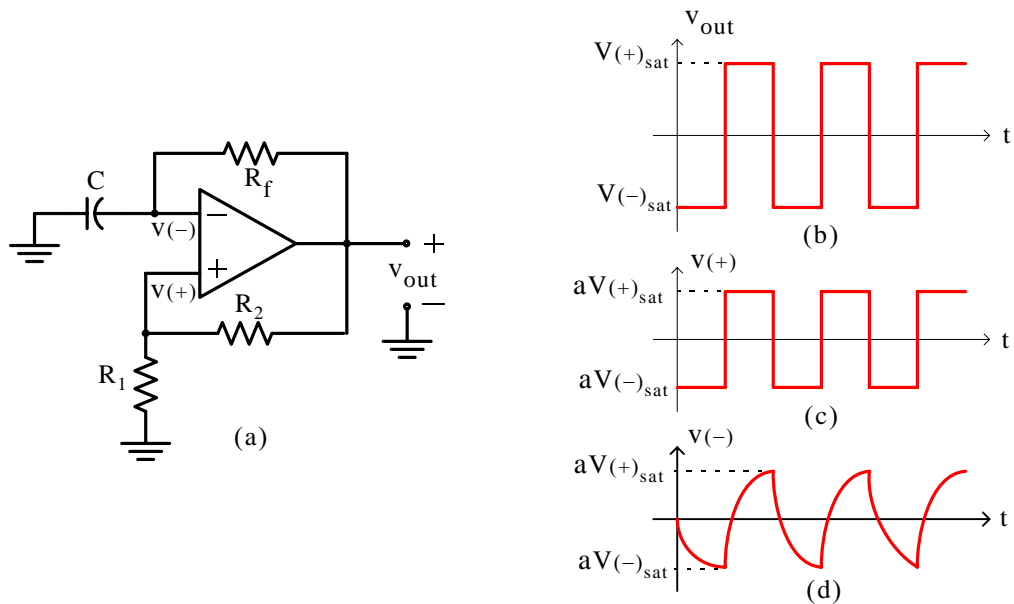 C
R_f
v(−)
−
+
v(+)
R_2
R_1
+
v_out
−
(a)
v_out
V(+)_sat
t
V(−)_sat
(b)
v(+)
aV(+)_sat
t
aV(−)_sat
(c)
v(−)
aV(+)_sat
t
aV(−)_sat
(d)